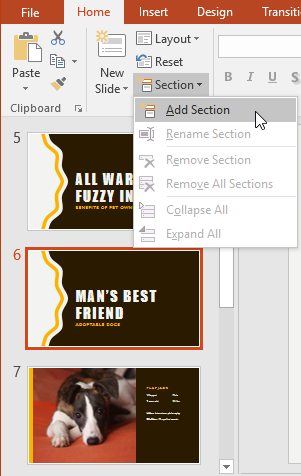 File Home Insert Design Transiti
Paste
Clipboard
New
Slide
Layout
Reset
Section
B I U S
Add Section
Rename Section
Remove Section
Remove All Sections
Collapse All
Expand All
5
ALL WAR
FUZZY IN
BENEFITS OF PET OWN
6
MAN'S BEST
FRIEND
ADOPTABLE DOGS
7